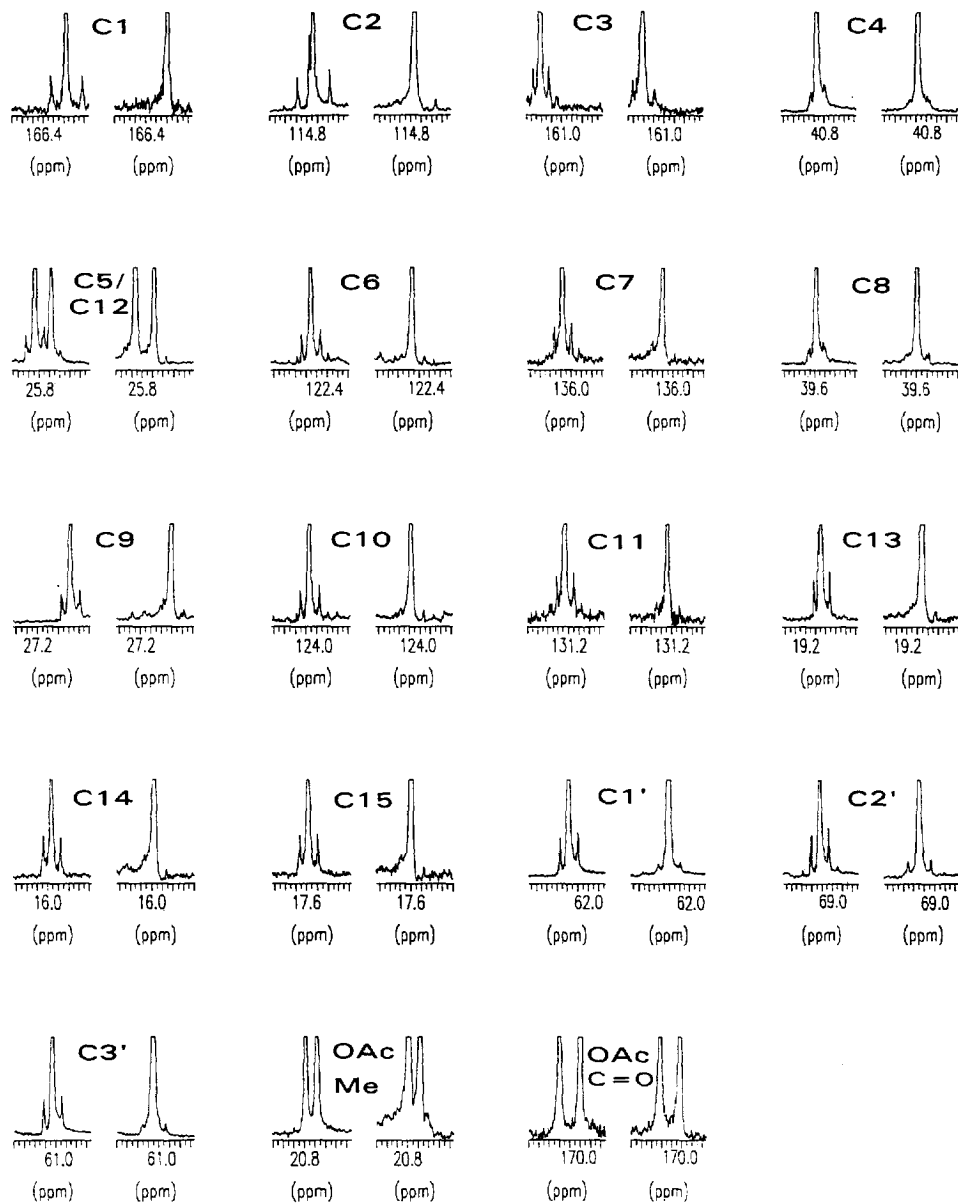 C1 C2 C3 C4
166.4 166.4 114.8 114.8 161.0 161.0 40.8 40.8
(ppm) (ppm) (ppm) (ppm) (ppm) (ppm) (ppm) (ppm)
C5/
C12 C6 C7 C8
25.8 25.8 122.4 122.4 136.0 136.0 39.6 39.6
(ppm) (ppm) (ppm) (ppm) (ppm) (ppm) (ppm) (ppm)
C9 C10 C11 C13
27.2 27.2 124.0 124.0 131.2 131.2 19.2 19.2
(ppm) (ppm) (ppm) (ppm) (ppm) (ppm) (ppm) (ppm)
C14 C15 C1' C2'
16.0 16.0 17.6 17.6 62.0 62.0 69.0 69.0
(ppm) (ppm) (ppm) (ppm) (ppm) (ppm) (ppm) (ppm)
C3' OAc OAc
Me C=O
61.0 61.0 20.8 20.8 170.0 170.0
(ppm) (ppm) (ppm) (ppm) (ppm) (ppm)